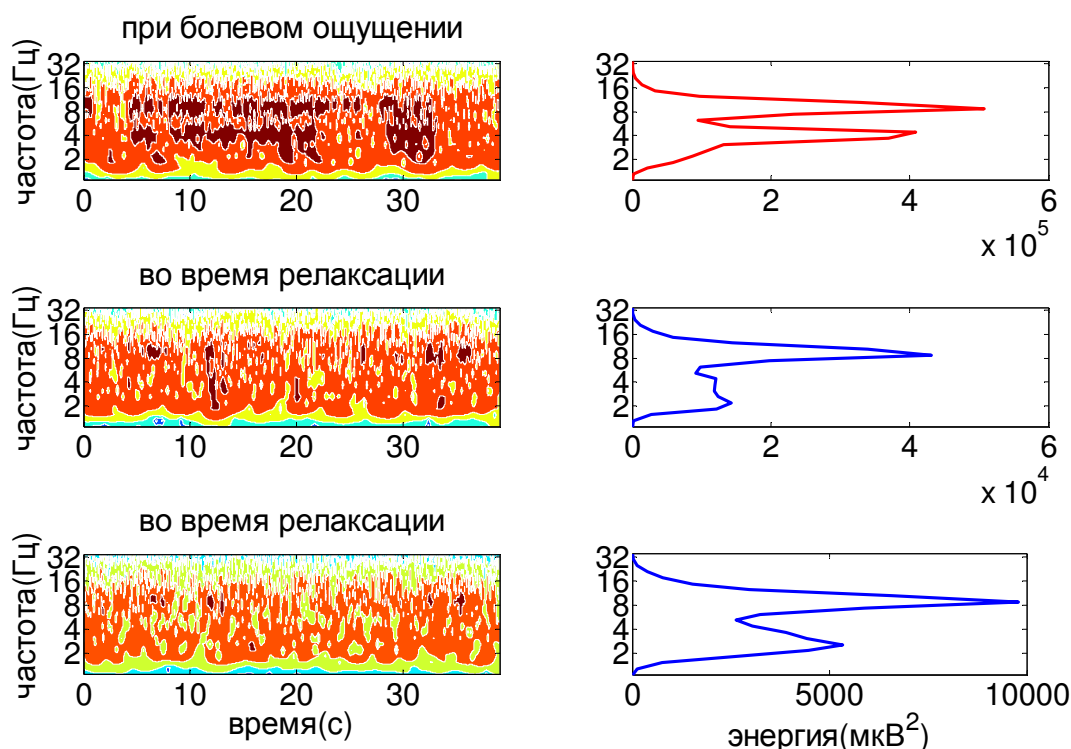 при болевом ощущении
частота(Гц)
32
16
8
4
2
0 10 20 30
32
16
8
4
2
0 2 4 6
x 10^5
во время релаксации
частота(Гц)
32
16
8
4
2
0 10 20 30
32
16
8
4
2
0 2 4 6
x 10^4
во время релаксации
частота(Гц)
32
16
8
4
2
0 10 20 30
время(с)
32
16
8
4
2
0 5000 10000
энергия(мкВ^2)